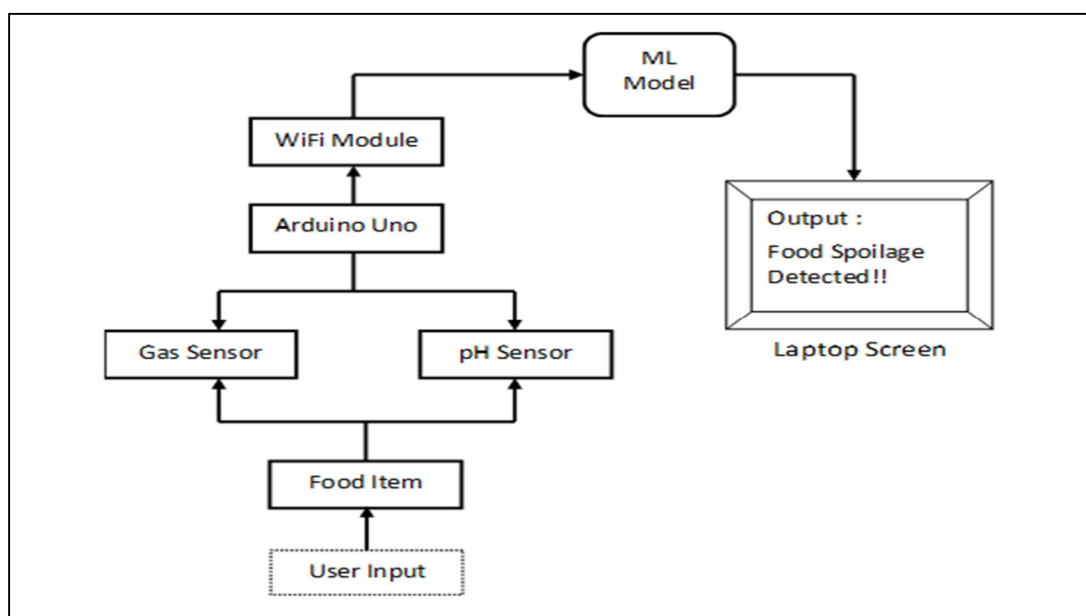 ML
Model
WiFi Module
Arduino Uno
Output :
Food Spoilage
Detected!!
Gas Sensor
pH Sensor
Laptop Screen
Food Item
User Input